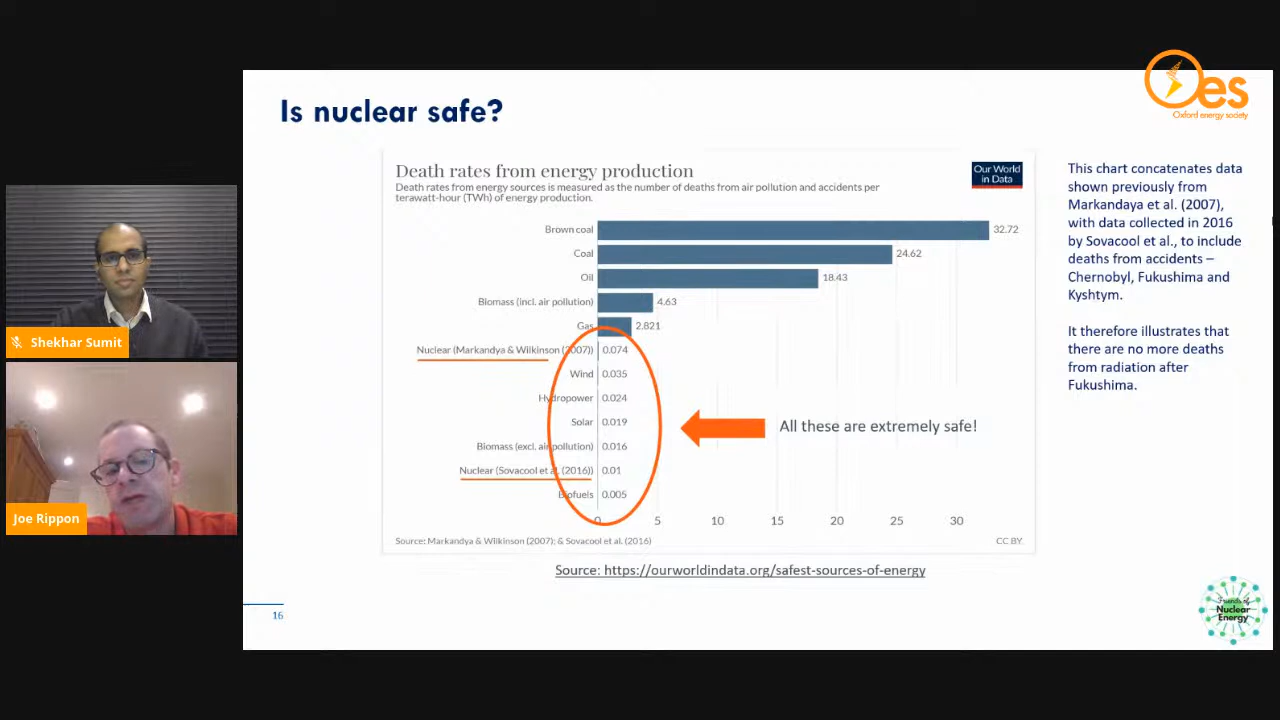 Oes
Oxford energy society
Is nuclear safe?
Death rates from energy production
Death rates from energy sources is measured as the number of deaths from air pollution and accidents per
terawatt-hour (TWh) of energy production.
Our World
in Data
Brown coal 32.72
Coal 24.62
Oil 18.43
Biomass (incl. air pollution) 4.63
Gas 2.821
Nuclear (Markandya & Wilkinson (2007)) 0.074
Wind 0.035
Hydropower 0.024
Solar 0.019
Biomass (excl. air pollution) 0.016
Nuclear (Sovacool et al. (2016)) 0.01
Biofuels 0.005
0 5 10 15 20 25 30
Source: Markandya & Wilkinson (2007); & Sovacool et al. (2016)
CC BY
All these are extremely safe!
Source: https://ourworldindata.org/safest-sources-of-energy
This chart concatenates data
shown previously from
Markandaya et al. (2007),
with data collected in 2016
by Sovacool et al., to include
deaths from accidents –
Chernobyl, Fukushima and
Kyshtym.
It therefore illustrates that
there are no more deaths
from radiation after
Fukushima.
16
Friends of
Nuclear
Energy
Shekhar Sumit
Joe Rippon